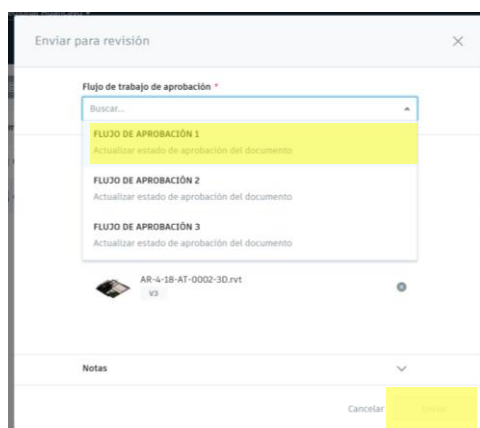 Enviar para revisión
Flujo de trabajo de aprobación *
Buscar...
FLUJO DE APROBACIÓN 1
Actualizar estado de aprobación del documento
FLUJO DE APROBACIÓN 2
Actualizar estado de aprobación del documento
FLUJO DE APROBACIÓN 3
Actualizar estado de aprobación del documento
AR-4-18-AT-0002-3D.rvt
V3
Notas
Cancelar